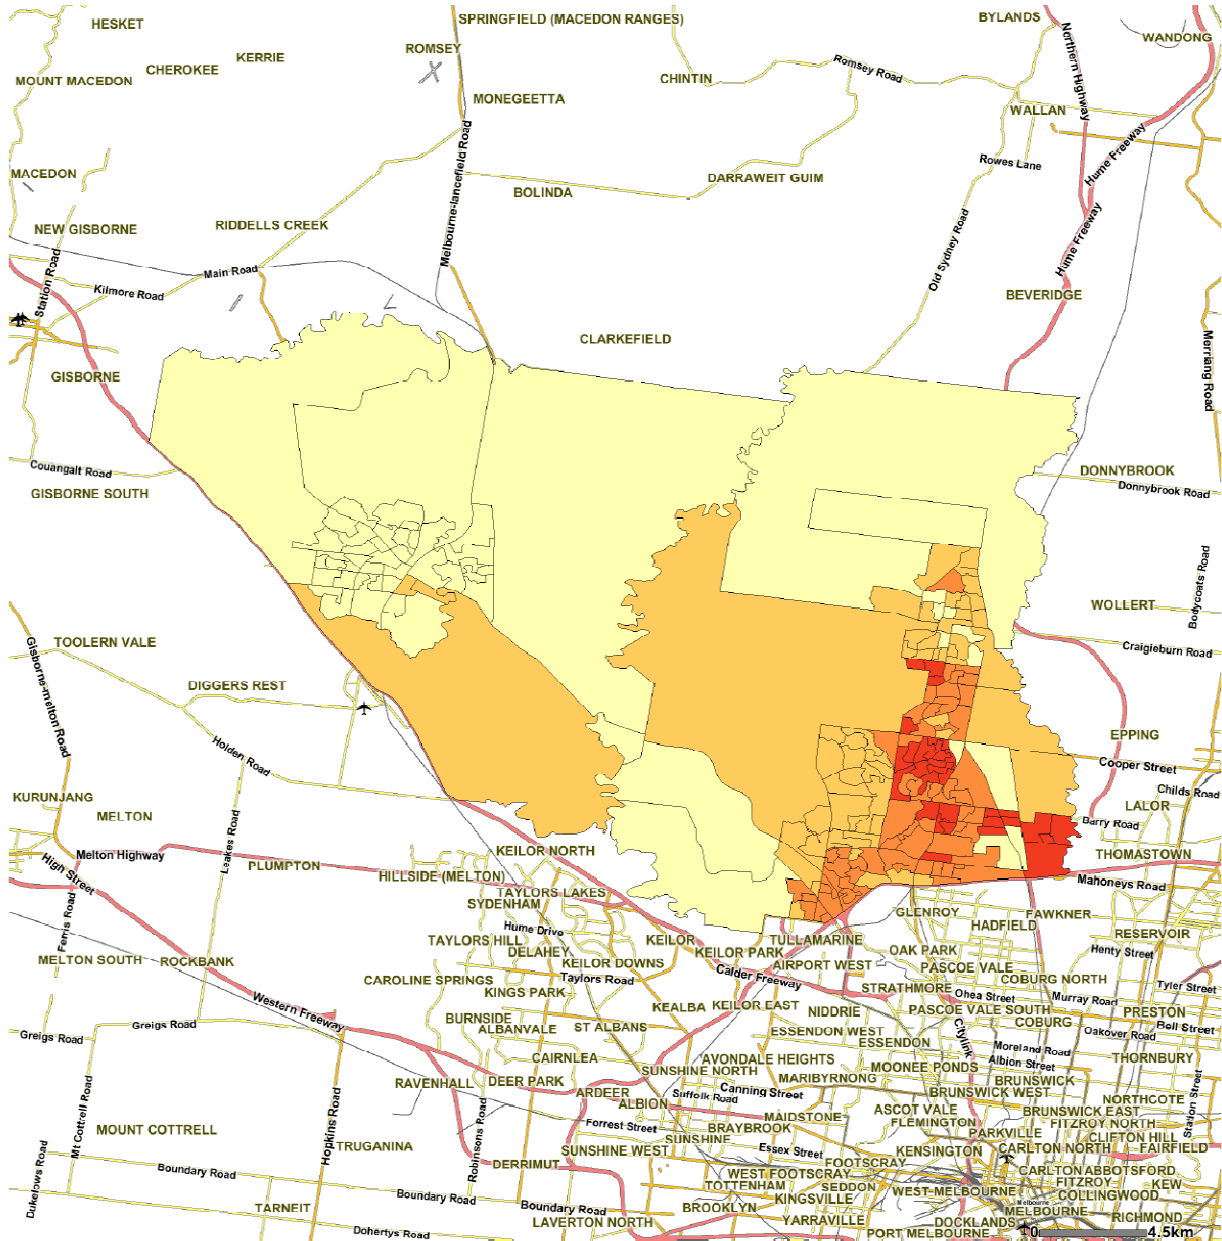 HESKET
SPRINGFIELD (MACEDON RANGES)
BYLANDS
WANDONG
ROMSEY
KERRIE
CHEROKEE
MOUNT MACEDON
CHINTIN
Romsey Road
Northern Highway
MONEGEETTA
WALLAN
Melbourne-lancefield Road
Hume Freeway
Rowes Lane
MACEDON
DARRAWEIT GUIM
BOLINDA
NEW GISBORNE
RIDDELLS CREEK
Old Sydney Road
Hume Freeway
Station Road
Main Road
Kilmore Road
BEVERIDGE
CLARKEFIELD
Merriang Road
GISBORNE
Couangalt Road
GISBORNE SOUTH
DONNYBROOK
Donnybrook Road
Bodycoats Road
WOLLERT
TOOLERN VALE
Craigieburn Road
Gisborne-melton Road
DIGGERS REST
Holden Road
EPPING
Cooper Street
Childs Road
KURUNJANG
LALOR
MELTON
Barry Road
Leakes Road
KEILOR NORTH
Melton Highway
THOMASTOWN
High Street
PLUMPTON
HILLSIDE (MELTON)
Mahoneys Road
TAYLORS LAKES
SYDENHAM
Ferris Road
GLENROY
FAWKNER
HADFIELD
Hume Drive
RESERVOIR
TAYLORS HILL
KEILOR
TULLAMARINE
DELAHEY
KEILOR PARK
OAK PARK
Henty Street
MELTON SOUTH
ROCKBANK
KEILOR DOWNS
AIRPORT WEST
PASCOE VALE
CAROLINE SPRINGS
Taylors Road
Calder Freeway
COBURG NORTH
KINGS PARK
STRATHMORE
Tyler Street
Western Freeway
Ohea Street
Murray Road
KEALBA
KEILOR EAST
NIDDRIE
PASCOE VALE SOUTH
PRESTON
BURNSIDE
Greigs Road
ALBANVALE
ST ALBANS
COBURG
Bell Street
Greigs Road
ESSENDON WEST
Citylink
Oakover Road
ESSENDON
Moreland Road
CAIRNLEA
AVONDALE HEIGHTS
Albion Street
THORNBURY
SUNSHINE NORTH
MOONEE PONDS
RAVENHALL
DEER PARK
MARIBYRNONG
BRUNSWICK
ARDEER
Canning Street
BRUNSWICK WEST
Suffolk Road
NORTHCOTE
ALBION
ASCOT VALE
BRUNSWICK EAST
Station Street
Mt Cottrell Road
MAIDSTONE
FLEMINGTON
FITZROY NORTH
Forrest Street
BRAYBROOK
MOUNT COTTRELL
Hopkins Road
PARKVILLE
CLIFTON HILL
SUNSHINE
TRUGANINA
Robinsons Road
SUNSHINE WEST
Essex Street
KENSINGTON
CARLTON NORTH
FAIRFIELD
Dukelows Road
Boundary Road
DERRIMUT
FOOTSCRAY
WEST FOOTSCRAY
CARLTON
ABBOTSFORD
TOTTENHAM
SEDDON
WEST MELBOURNE
FITZROY
KEW
Boundary Road
KINGSVILLE
COLLINGWOOD
Melbourne
TARNEIT
Boundary Road
BROOKLYN
MELBOURNE
YARRAVILLE
DOCKLANDS
RICHMOND
LAVERTON NORTH
Dohertys Road
PORT MELBOURNE
0
4.5km